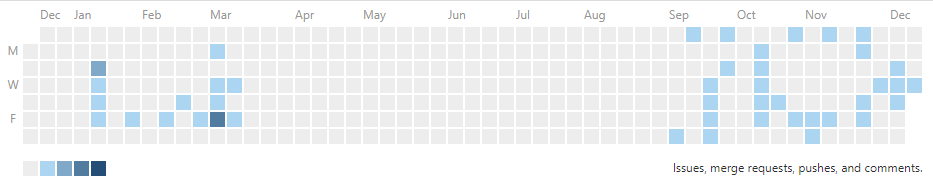 Dec Jan Feb Mar Apr May Jun Jul Aug Sep Oct Nov Dec
M
W
F
Issues, merge requests, pushes, and comments.